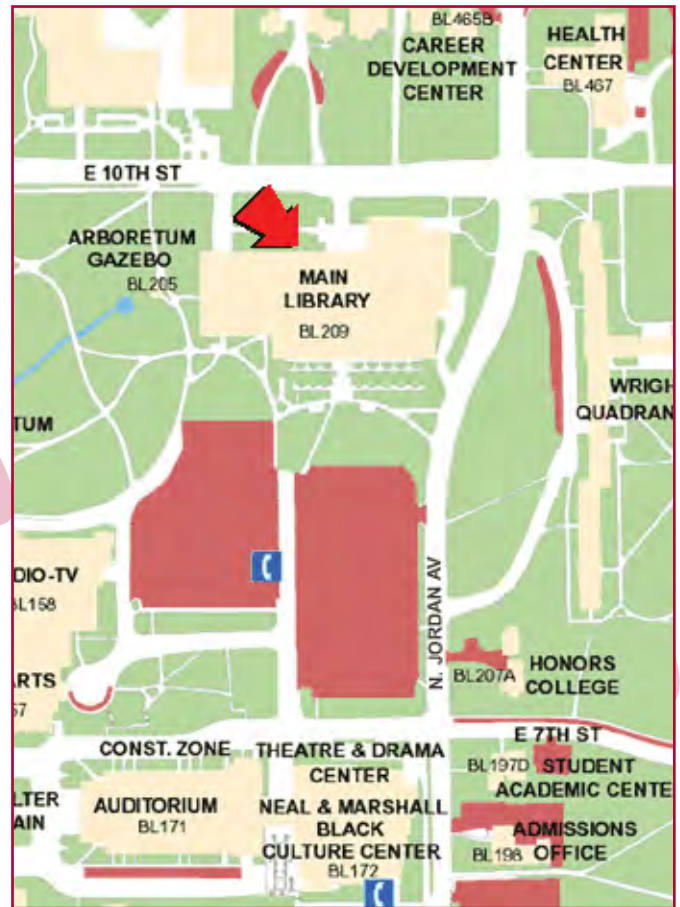 BL465B
CAREER
DEVELOPMENT
CENTER
HEALTH
CENTER
BL467
E 10TH ST
ARBORETUM
GAZEBO
BL205
MAIN
LIBRARY
BL209
WRIGH
QUADRAN
TUM
DIO-TV
BL158
ARTS
57
N. JORDAN AV
BL207A
HONORS
COLLEGE
E 7TH ST
CONST. ZONE
THEATRE & DRAMA
CENTER
BL197D
STUDENT
ACADEMIC CENTE
LTER
AIN
AUDITORIUM
BL171
NEAL & MARSHALL
BLACK
CULTURE CENTER
BL172
ADMISSIONS
OFFICE
BL198